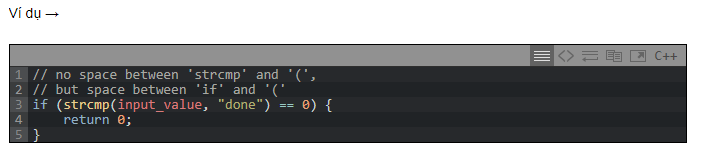 Ví dụ →
C++
1 // no space between 'strcmp' and '(',
2 // but space between 'if' and '('
3 if (strcmp(input_value, "done") == 0) {
4     return 0;
5 }